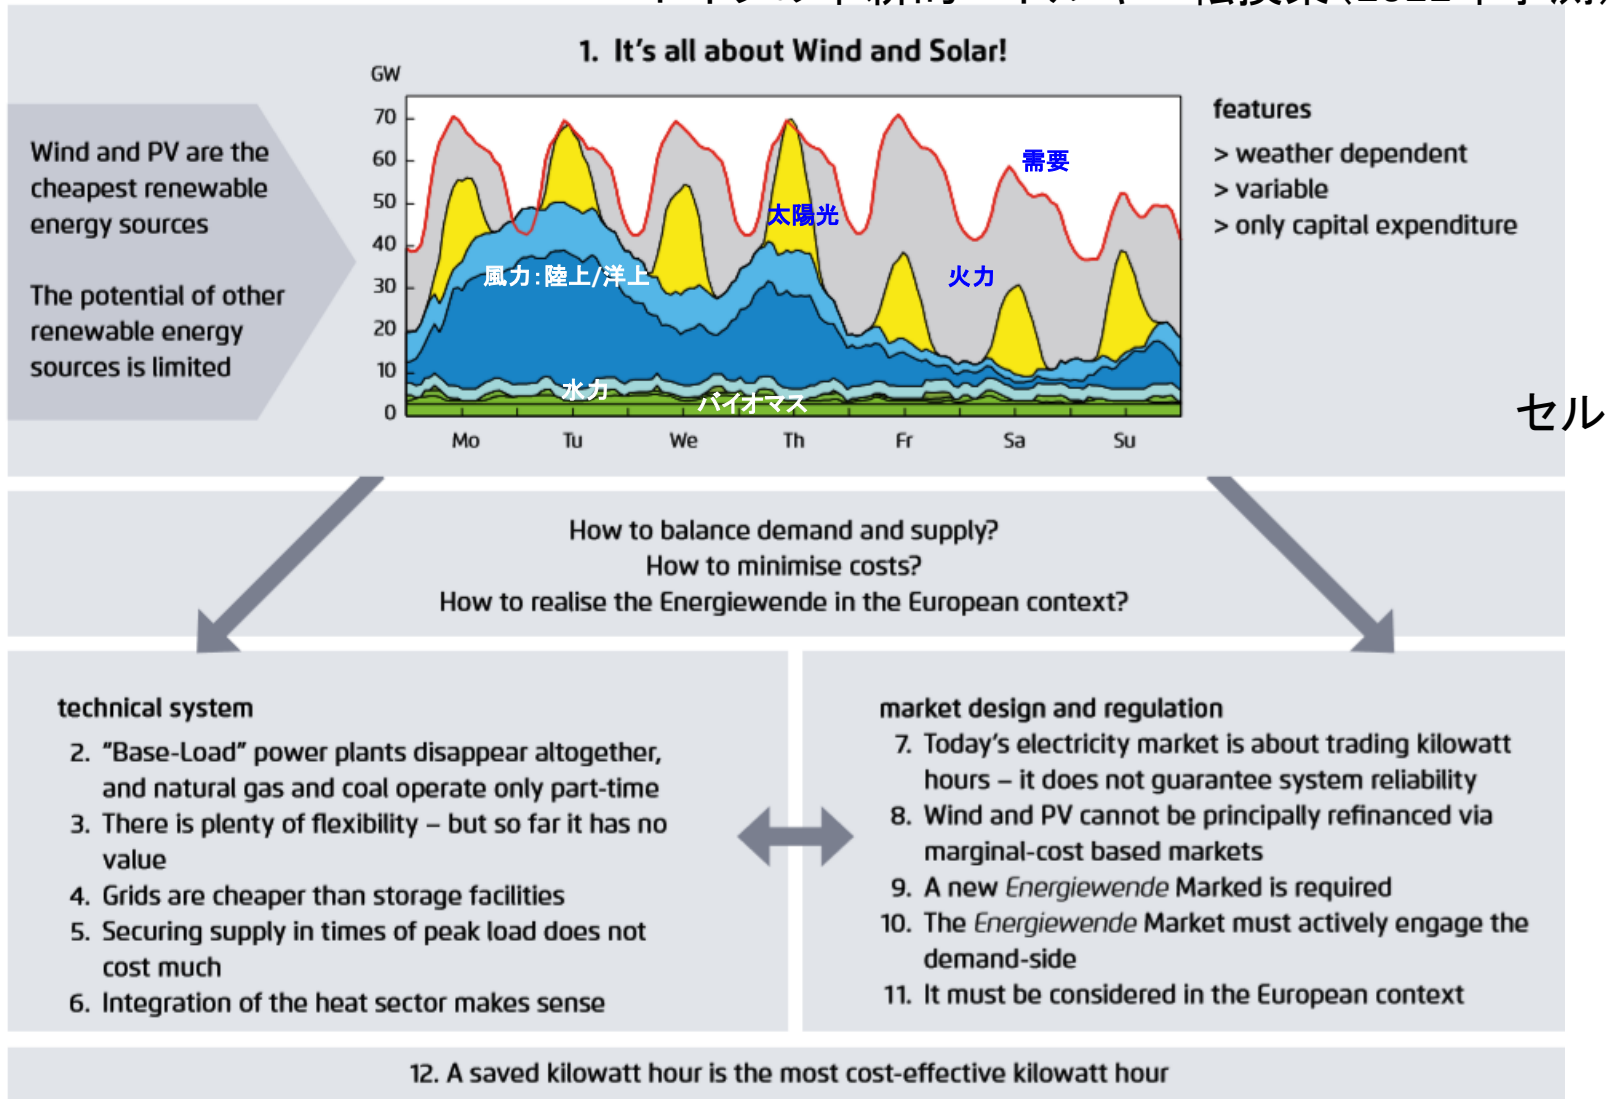 1. It's all about Wind and Solar!
GW
70
60
50
40
30
20
10
0
Mo Tu We Th Fr Sa Su
需要
太陽光
風力:陸上/洋上
火力
水力
バイオマス
Wind and PV are the
cheapest renewable
energy sources
The potential of other
renewable energy
sources is limited
features
> weather dependent
> variable
> only capital expenditure
セル
How to balance demand and supply?
How to minimise costs?
How to realise the Energiewende in the European context?
technical system
2. "Base-Load" power plants disappear altogether,
and natural gas and coal operate only part-time
3. There is plenty of flexibility – but so far it has no
value
4. Grids are cheaper than storage facilities
5. Securing supply in times of peak load does not
cost much
6. Integration of the heat sector makes sense
market design and regulation
7. Today's electricity market is about trading kilowatt
hours – it does not guarantee system reliability
8. Wind and PV cannot be principally refinanced via
marginal-cost based markets
9. A new Energiewende Marked is required
10. The Energiewende Market must actively engage the
demand-side
11. It must be considered in the European context
12. A saved kilowatt hour is the most cost-effective kilowatt hour